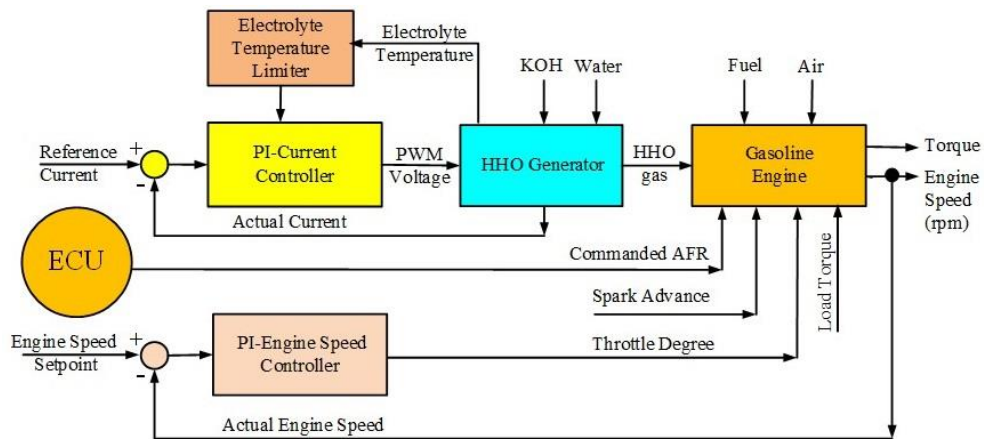 Electrolyte
Temperature
Limiter
Electrolyte
Temperature
KOH
Water
Fuel
Air
Reference
Current
+
-
PI-Current
Controller
PWM
Voltage
HHO Generator
HHO
gas
Gasoline
Engine
Torque
Engine
Speed
(rpm)
Actual Current
ECU
Commanded AFR
Spark Advance
Load Torque
Engine Speed
Setpoint
+
-
PI-Engine Speed
Controller
Throttle Degree
Actual Engine Speed